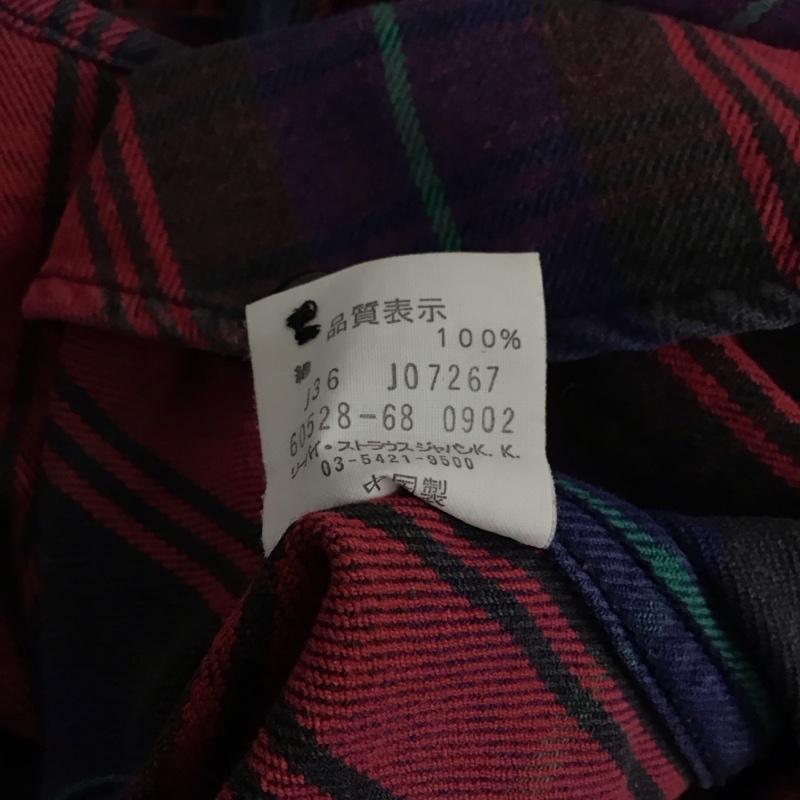 品質表示
綿 100%
J36 J07267
60528-68 0902
リーバイ・ストラウスジャパンK.K.
03-5421-9500
中国製